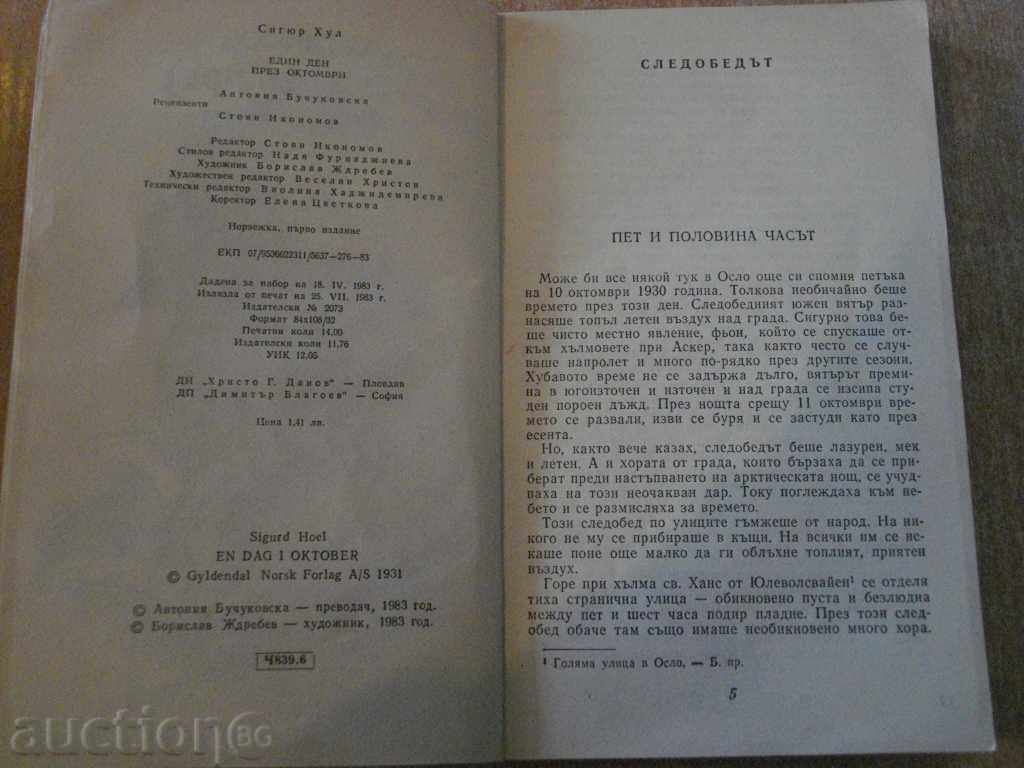 Сигюр Хул
ЕДИН ДЕН
ПРЕЗ ОКТОМВРИ
Антония Бучуковска
Рецензенти
Стоян Икономов
Редактор Стоян Икономов
Стилов редактор Надя Фурнаджиева
Художник Борислав Ждребев
Художествен редактор Веселин Христов
Технически редактор Виолина Хаджидемирева
Коректор Елена Цветкова
Норвежка, първо издание
ЕКП 07/9536622311/5637-276-83
Дадена за набор на 18. IV. 1983 г.
Излязла от печат на 25. VII. 1983 г.
Издателски № 2073
Формат 84x108/32
Печатни коли 14,00
Издателски коли 11,76
УИК 12,05
ДИ „Христо Г. Данов" — Пловдив
ДП „Димитър Благоев" — София
Цена 1,41 лв.
Sigurd Hoel
EN DAG I OKTOBER
© Gyldendal Norsk Forlag A/S 1931
© Антония Бучуковска — преводач, 1983 год.
© Борислав Ждребев — художник, 1983 год.
Ч839.6
СЛЕДОБЕДЪТ
ПЕТ И ПОЛОВИНА ЧАСЪТ
Може би все някой тук в Осло още си спомня петъка
на 10 октомври 1930 година. Толкова необичайно беше
времето през този ден. Следобедният южен вятър раз-
насяше топъл летен въздух над града. Сигурно това бе-
ше чисто местно явление, фьон, който се спускаше от-
към хълмовете при Аскер, така както често се слу-
чваше напролет и много по-рядко през другите сезони.
Хубавото време не се задържа дълго, вятърът преми-
на в югоизточен и източен и над града се изсипа сту-
ден пороен дъжд. През нощта срещу 11 октомври вре-
мето се развали, изви се буря и се застуди като през
есента.
Но, както вече казах, следобедът беше лазурен, мек
и летен. А и хората от града, които бързаха да се при-
берат преди настъпването на арктическата нощ, се учуд-
ваха на този неочакван дар. Току поглеждаха към не-
бето и се размисляха за времето.
Този следобед по улиците гъмжеше от народ. На ни-
кого не му се прибираше в къщи. На всички им се ис-
каше поне още малко да ги облъхне топлият, приятен
въздух.
Горе при хълма св. Ханс от Юлеволсвайен¹ се отделя
тиха странична улица — обикновено пуста и безлюдна
между пет и шест часа подир пладне. През този сле-
добед обаче там също имаше необикновено много хора.
¹ Голяма улица в Осло, — Б. пр.
5
аукцион BG